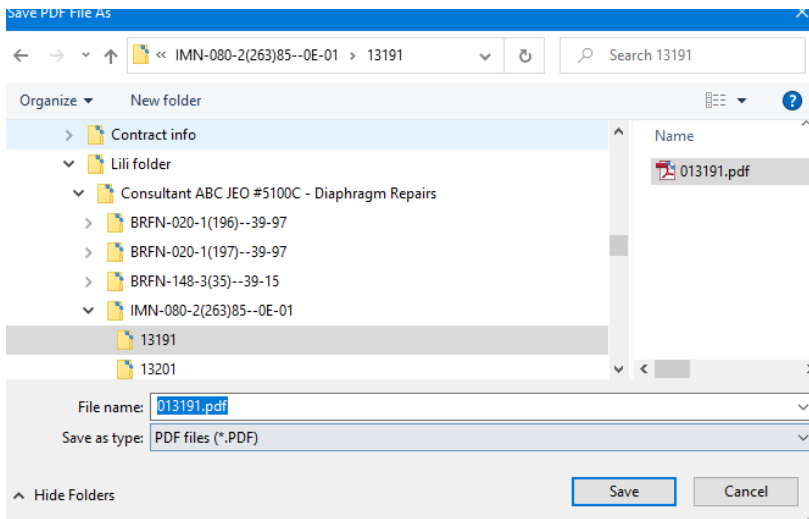 Save PDF File As
« IMN-080-2(263)85--0E-01 › 13191
Search 13191
Organize
New folder
Name
Contract info
Lili folder
013191.pdf
Consultant ABC JEO #5100C - Diaphragm Repairs
BRFN-020-1(196)--39-97
BRFN-020-1(197)--39-97
BRFN-148-3(35)--39-15
IMN-080-2(263)85--0E-01
13191
13201
File name: 013191.pdf
Save as type: PDF files (*.PDF)
Hide Folders
Save
Cancel